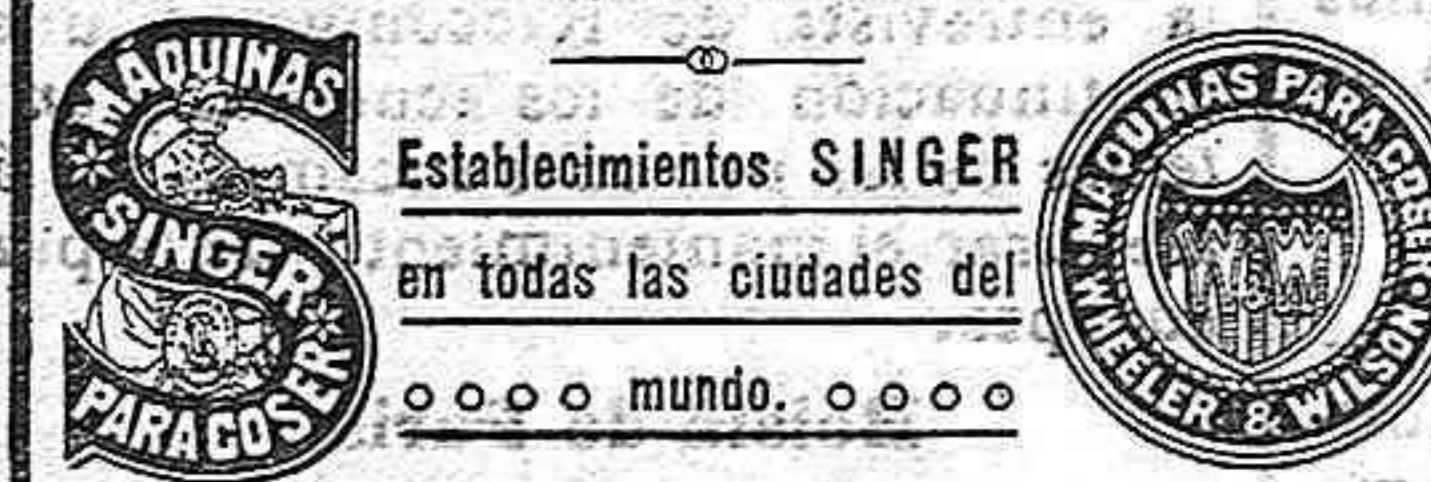 MAQUINAS
SINGER
PARA COSER
Establecimientos SINGER
en todas las ciudades del
mundo.
MAQUINAS PARA COSER
W&W
WHEELER & WILSON